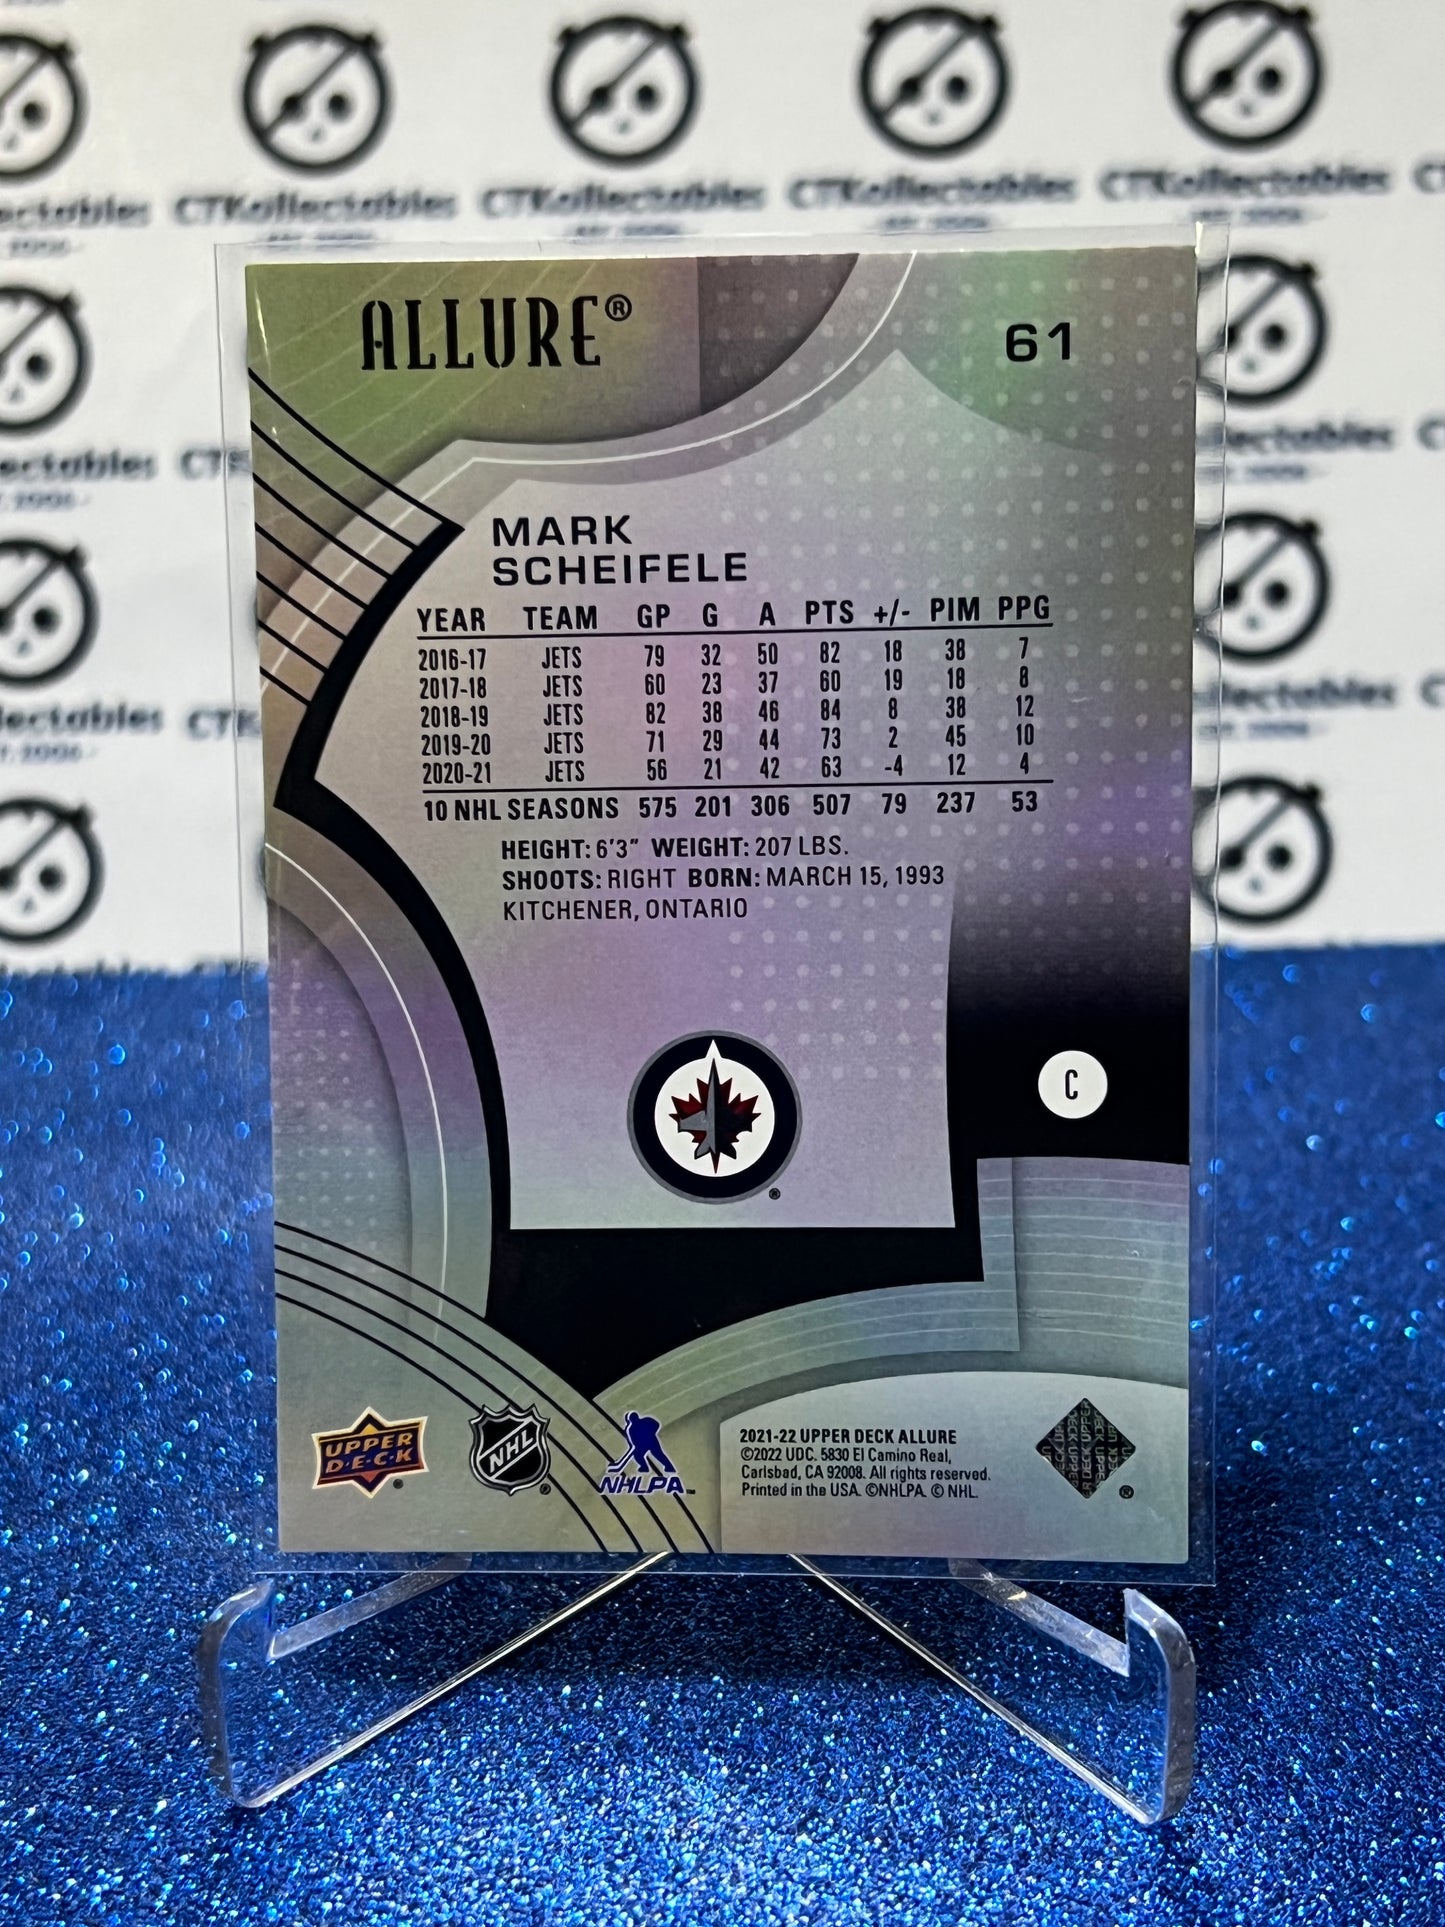 CTKollectables CTKollectables CTKollectables
ALLURE®
61
MARK
SCHEIFELE
YEAR TEAM GP G A PTS +/- PIM PPG
2016-17 JETS 79 32 50 82 18 38 7
2017-18 JETS 60 23 37 60 19 18 8
2018-19 JETS 82 38 46 84 8 38 12
2019-20 JETS 71 29 44 73 2 45 10
2020-21 JETS 56 21 42 63 -4 12 4
10 NHL SEASONS 575 201 306 507 79 237 53
HEIGHT: 6'3" WEIGHT: 207 LBS.
SHOOTS: RIGHT BORN: MARCH 15, 1993
KITCHENER, ONTARIO
C
®
UPPER
D·E·C·K
®
NHL
®
NHLPA™
2021-22 UPPER DECK ALLURE
©2022 UDC. 5830 El Camino Real,
Carlsbad, CA 92008. All rights reserved.
Printed in the USA. ©NHLPA. © NHL.
®